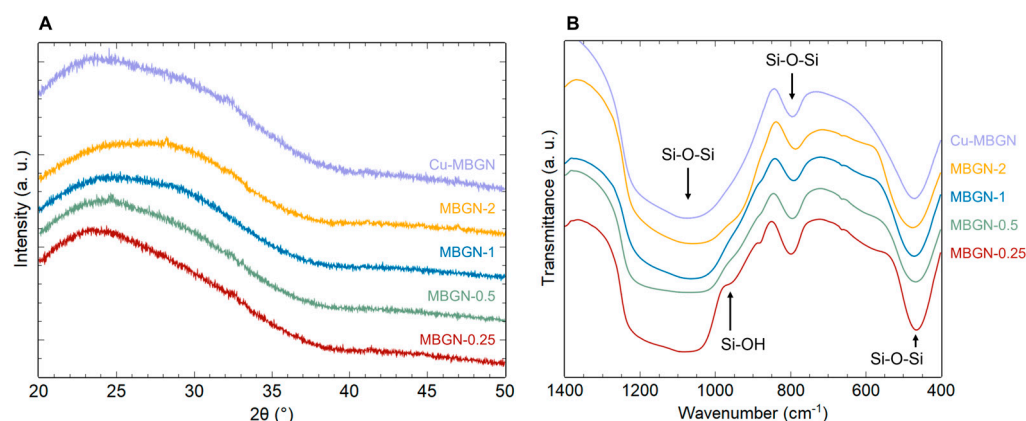 A
Intensity (a. u.)
Cu-MBGN
MBGN-2
MBGN-1
MBGN-0.5
MBGN-0.25
20 25 30 35 40 45 50
2θ (°)
B
Transmittance (a. u.)
Si-O-Si
Si-O-Si
Si-OH
Si-O-Si
Cu-MBGN
MBGN-2
MBGN-1
MBGN-0.5
MBGN-0.25
1400 1200 1000 800 600 400
Wavenumber (cm⁻¹)